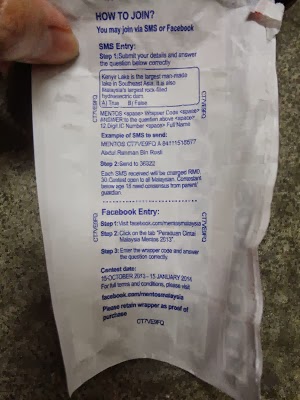 HOW TO JOIN?
You may join via SMS or Facebook
SMS Entry:
Step 1: Submit your details and answer
the question below correctly.
Kenyir Lake is the largest man-made
lake in Southeast Asia. It is also
Malaysia's largest rock-filled
hydroelectric dam.
A) True B) False
CT7VE9FQ
CT7VE9FQ
MENTOS <space> Wrapper Code <space>
ANSWER to the question above <space>
12 Digit IC Number <space> Full Name
Example of SMS to send:
MENTOS CT7VE9FQ A 841115105577
Abdul Rahman Bin Rosli
Step 2: Send to 36322
Each SMS received will be charged RM0.
30. Contest open to all Malaysian. Contestant
below age 18 need consensus from parent/
guardian.
Facebook Entry:
Step 1: Visit facebook.com/mentosmalaysia
Step 2: Click on the tab "Peraduan Cintai
Malaysia Mentos 2013".
Step 3: Enter the wrapper code and answer
the question correctly.
CT7VE9FQ
CT7VE9FQ
Contest date:
15 OCTOBER 2013 - 15 JANUARY 2014
For full terms and conditions, please visit
facebook.com/mentosmalaysia
Please retain wrapper as proof of
purchase
CT7VE9FQ